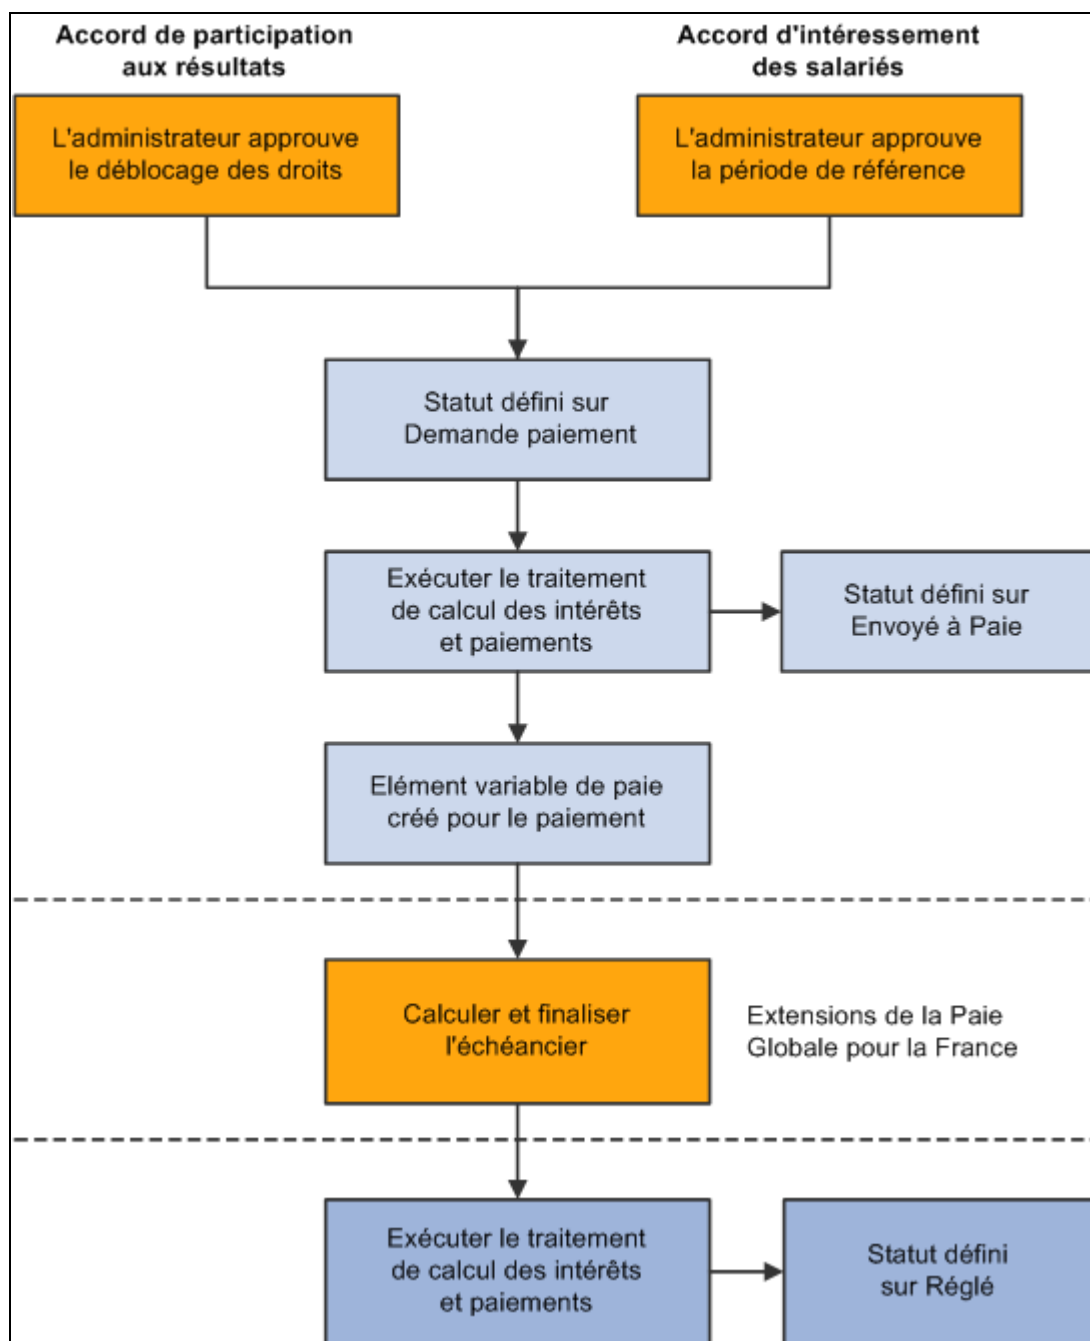 Accord de participation
aux résultats
Accord d'intéressement
des salariés
L'administrateur approuve
le déblocage des droits
L'administrateur approuve
la période de référence
Statut défini sur
Demande paiement
Exécuter le traitement
de calcul des intérêts
et paiements
Statut défini sur
Envoyé à Paie
Elément variable de paie
créé pour le paiement
Calculer et finaliser
l'échéancier
Extensions de la Paie
Globale pour la France
Exécuter le traitement
de calcul des intérêts
et paiements
Statut défini
sur Réglé